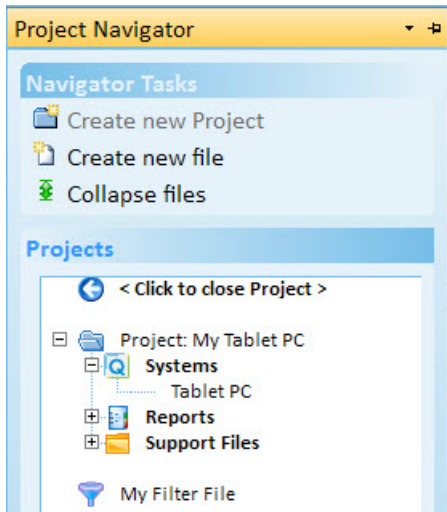 Project Navigator
Navigator Tasks
Create new Project
Create new file
Collapse files
Projects
< Click to close Project >
Project: My Tablet PC
Systems
Tablet PC
Reports
Support Files
My Filter File